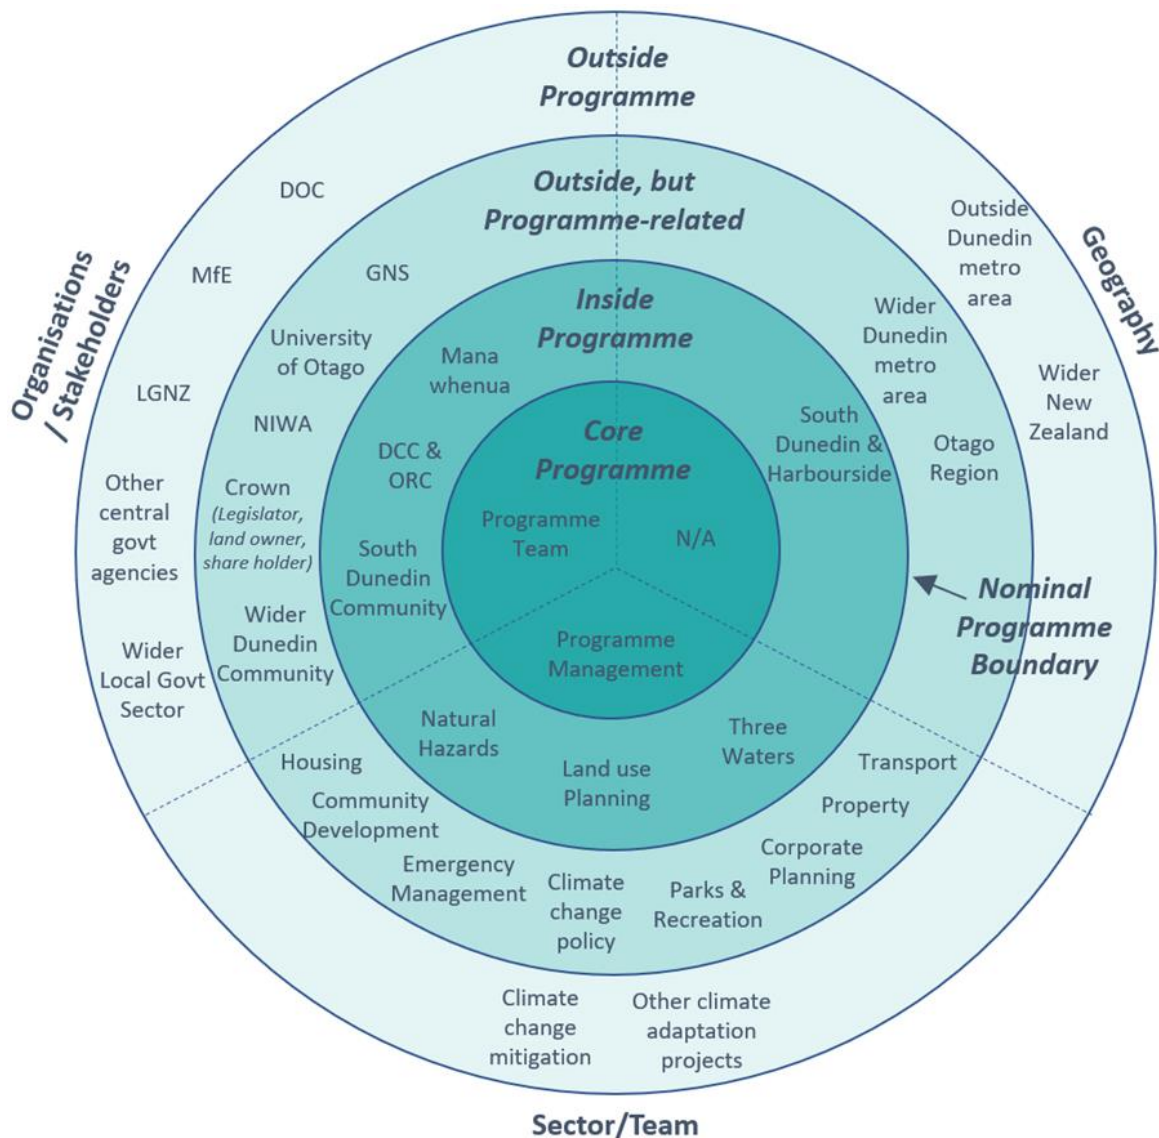 Outside
Programme
Outside, but
Programme-related
Inside
Programme
Core
Programme
Organisations
/ Stakeholders
DOC
MfE
LGNZ
Other
central
govt
agencies
Wider
Local Govt
Sector
GNS
University
of Otago
NIWA
Crown
(Legislator,
land owner,
share holder)
Wider
Dunedin
Community
Mana
whenua
DCC &
ORC
South
Dunedin
Community
Programme
Team
N/A
Programme
Management
Geography
Outside
Dunedin
metro
area
Wider
New
Zealand
Wider
Dunedin
metro
area
Otago
Region
South
Dunedin &
Harbourside
Nominal
Programme
Boundary
Natural
Hazards
Land use
Planning
Three
Waters
Housing
Community
Development
Emergency
Management
Climate
change
policy
Parks &
Recreation
Corporate
Planning
Property
Transport
Climate
change
mitigation
Other climate
adaptation
projects
Sector/Team